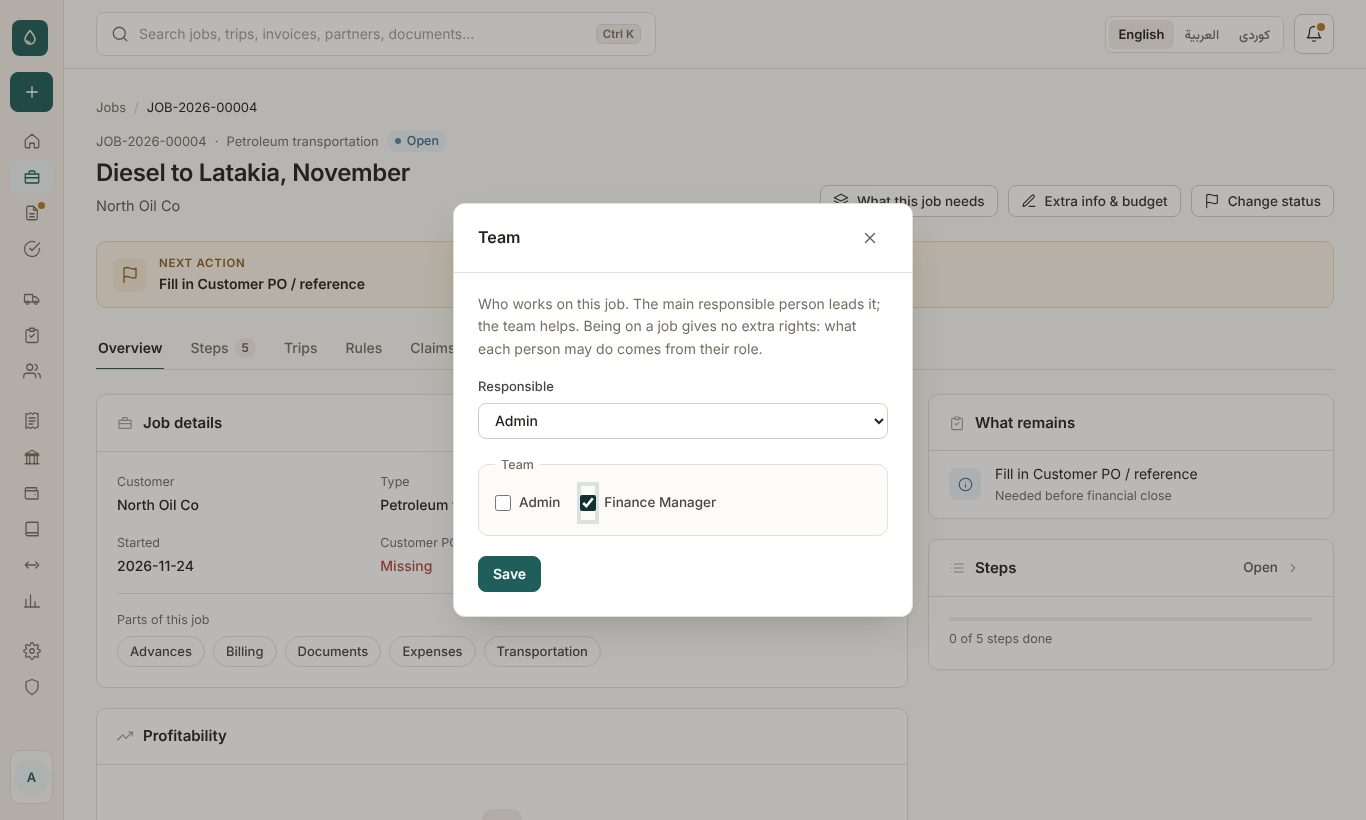 Search jobs, trips, invoices, partners, documents...
Ctrl K
English
العربية
کوردی
Jobs / JOB-2026-00004
JOB-2026-00004 · Petroleum transportation
Open
Diesel to Latakia, November
North Oil Co
What this job needs
Extra info & budget
Change status
NEXT ACTION
Fill in Customer PO / reference
Overview
Steps 5
Trips
Rules
Claims
Team
Who works on this job. The main responsible person leads it;
the team helps. Being on a job gives no extra rights: what
each person may do comes from their role.
Responsible
Admin
Team
Admin
Finance Manager
Save
Job details
Customer
North Oil Co
Type
Petroleum
Started
2026-11-24
Customer
Missing
Parts of this job
Advances
Billing
Documents
Expenses
Transportation
Profitability
What remains
Fill in Customer PO / reference
Needed before financial close
Steps
Open
0 of 5 steps done
A